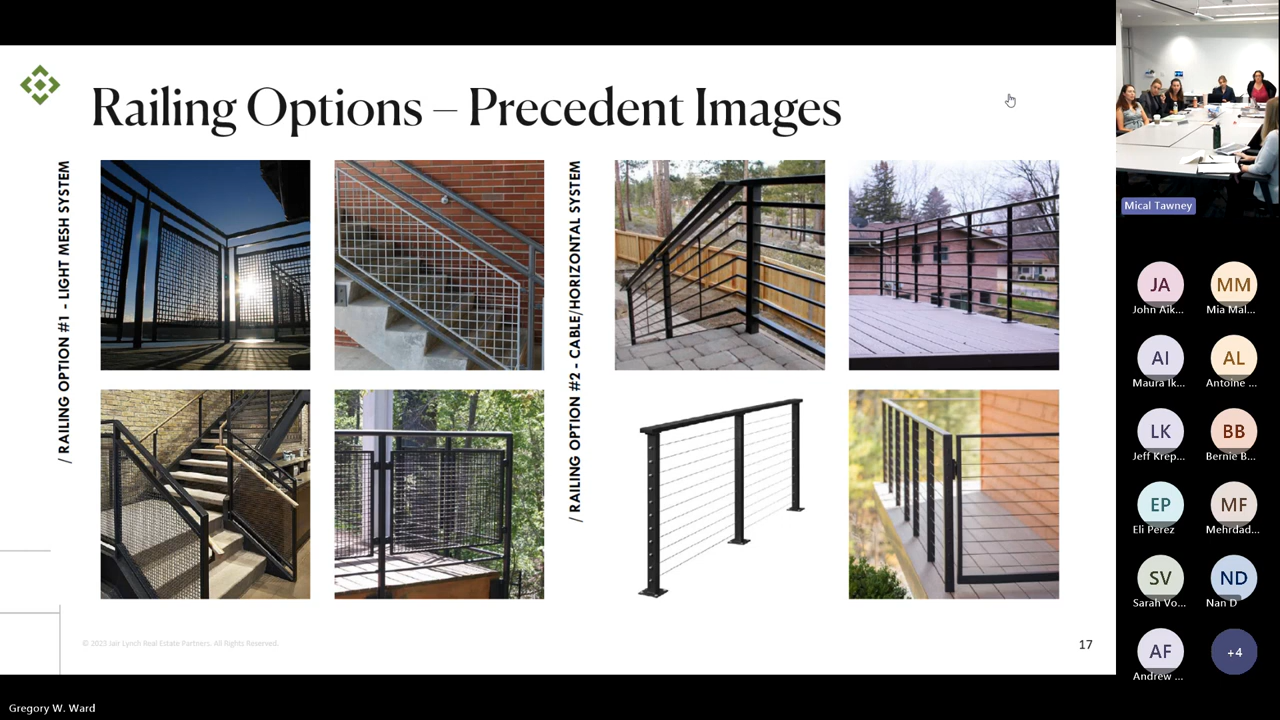 Railing Options – Precedent Images
/ RAILING OPTION #1 - LIGHT MESH SYSTEM
/ RAILING OPTION #2 - CABLE/HORIZONTAL SYSTEM
© 2023 Jair Lynch Real Estate Partners, All Rights Reserved.
17
Mical Tawney
JA
MM
John Aik...
Mia Mal...
AI
AL
Maura Ik...
Antoine ...
LK
BB
Jeff Krep...
Bernie B...
EP
MF
Eli Perez
Mehrdad...
SV
ND
Sarah Vo...
Nan D
AF
+4
Andrew ...
Gregory W. Ward